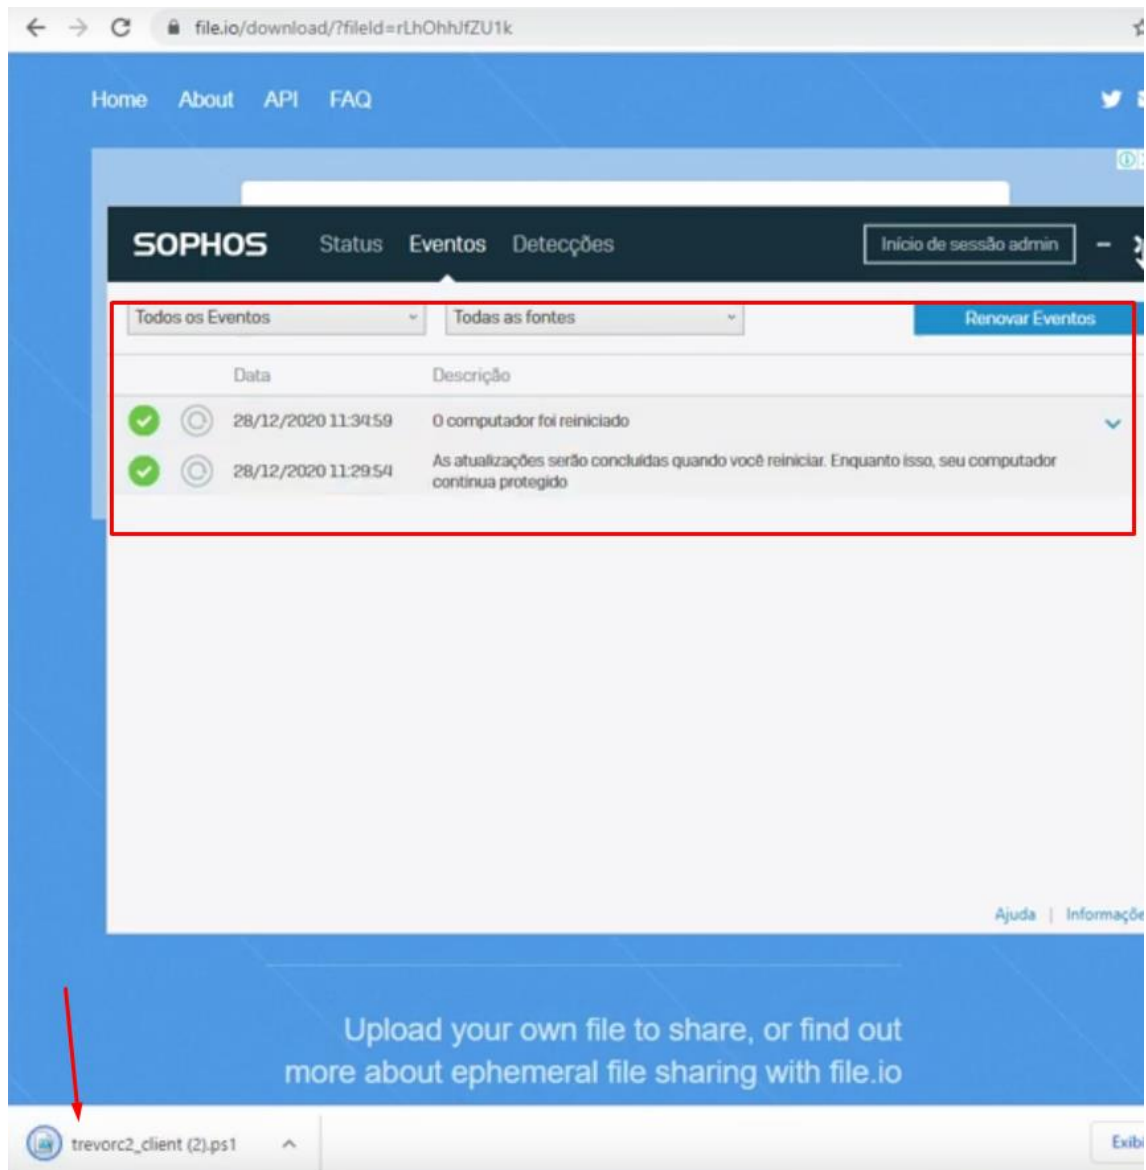 file.io/download/?fileId=rLhOhhJfZU1k
Home About API FAQ
SOPHOS Status Eventos Detecções Início de sessão admin
Todos os Eventos Todas as fontes Renovar Eventos
Data Descrição
28/12/2020 11:34:59 O computador foi reiniciado
28/12/2020 11:29:54 As atualizações serão concluídas quando você reiniciar. Enquanto isso, seu computador
continua protegido
Ajuda | Informaçõe
Upload your own file to share, or find out
more about ephemeral file sharing with file.io
trevorc2_client (2).ps1 Exibi